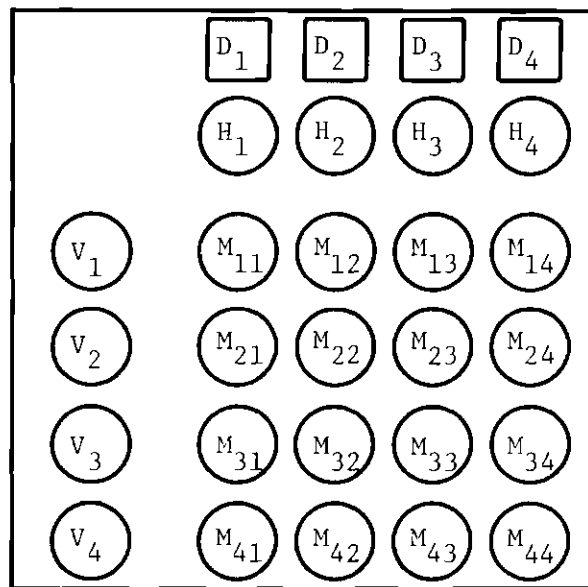 D1 D2 D3 D4
H1 H2 H3 H4
V1 M11 M12 M13 M14
V2 M21 M22 M23 M24
V3 M31 M32 M33 M34
V4 M41 M42 M43 M44